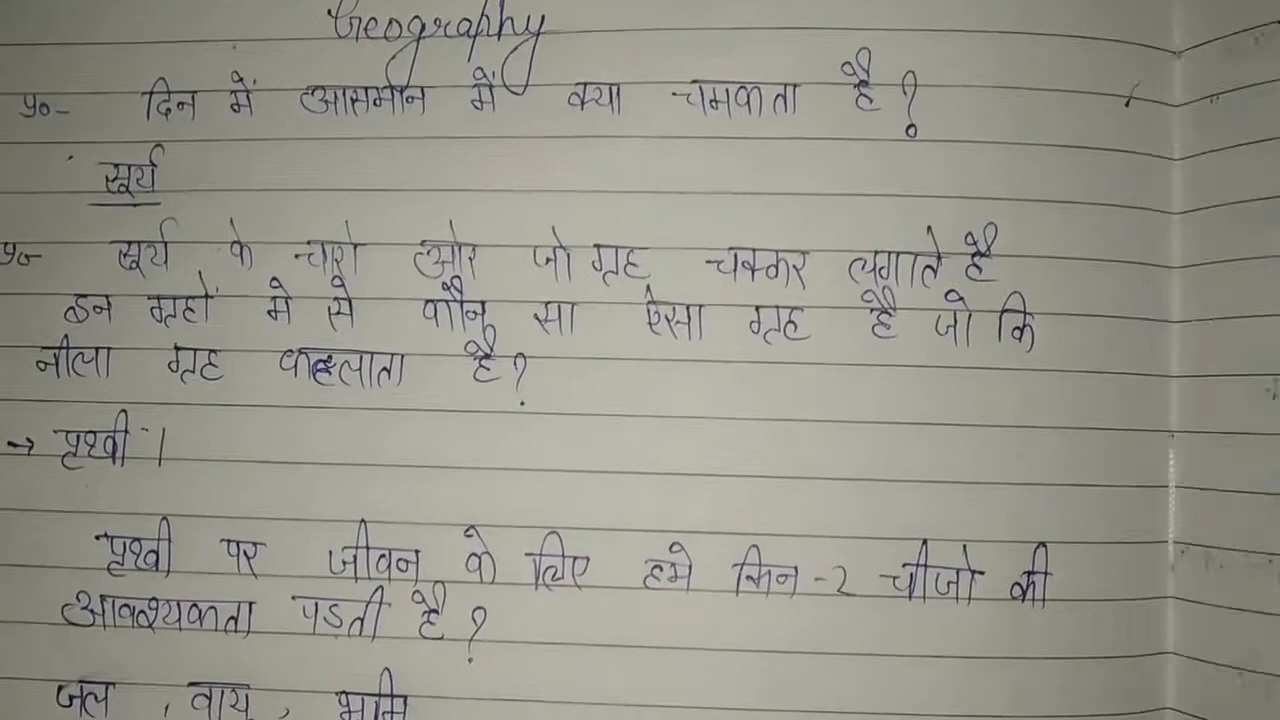 Geography
प्र०- दिन में आसमान में क्या चमकता है?
सूर्य
प्र०- सूर्य के चारो ओर जो ग्रह चक्कर लगाते है
इन ग्रहों मे से कौन सा ऐसा ग्रह है जो कि
नीला ग्रह कहलाता है?
→ पृथ्वी ।
पृथ्वी पर जीवन के लिए हमे किन-२ चीजो की
आवश्यकता पडती है?
जल , वायु , भूमि